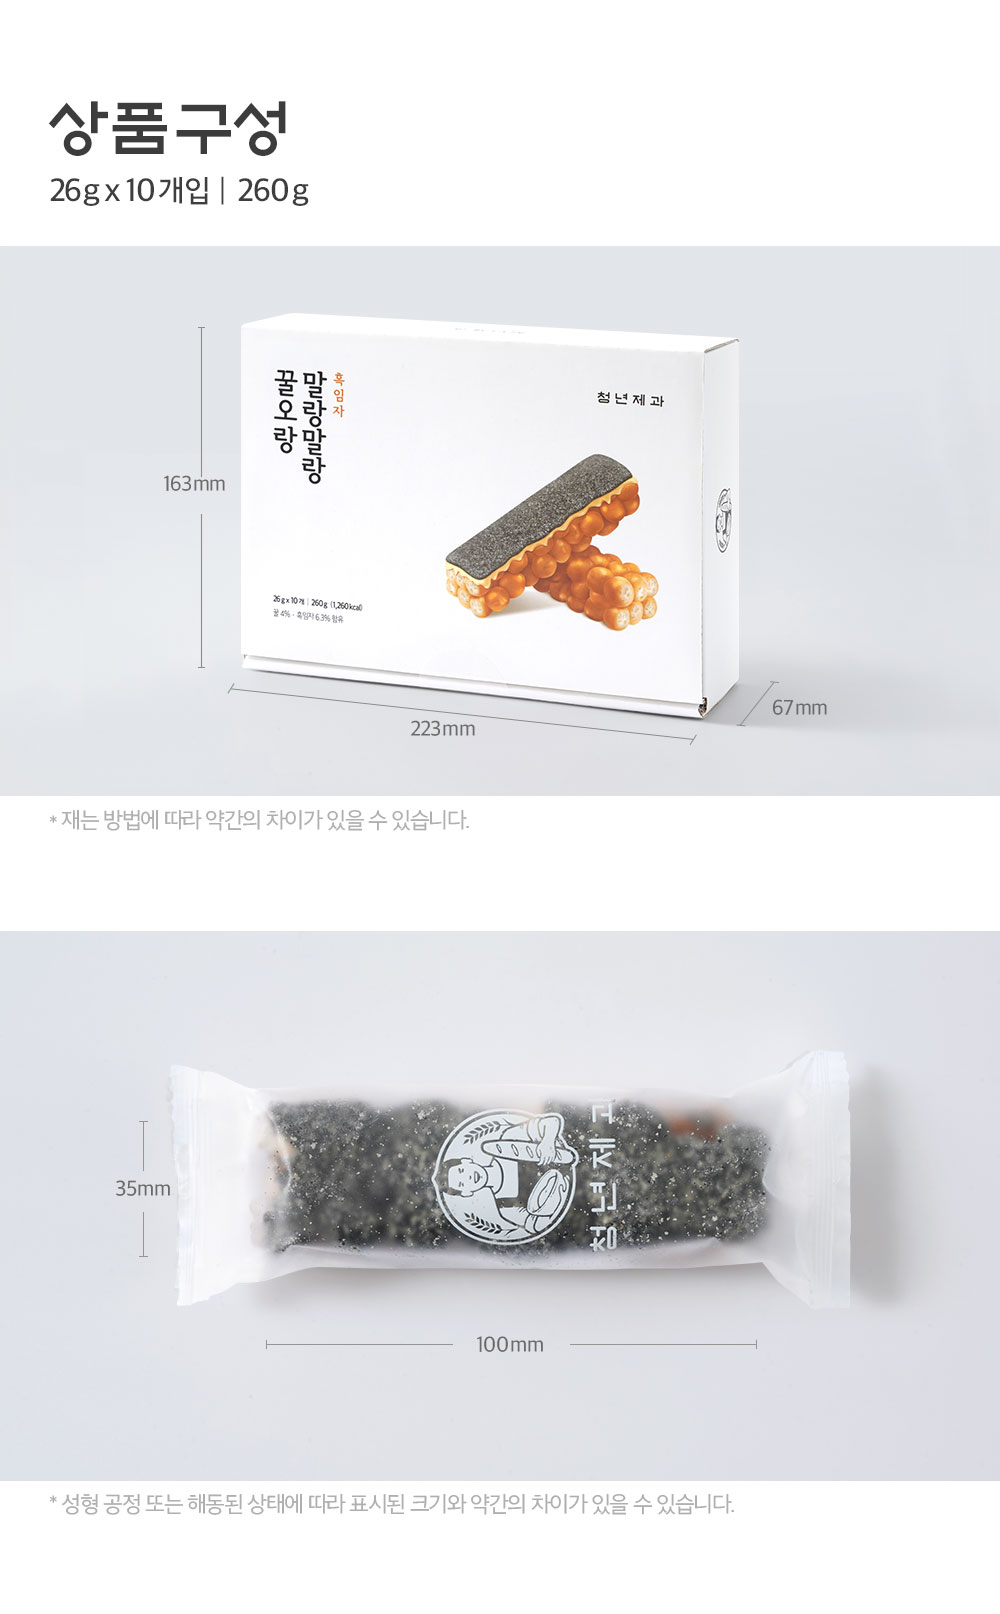 상품구성
26g x 10개입 | 260g
흑임자
말랑말랑
꿀오랑
청년제과
26g x 10개 | 260g (1,260kcal)
꿀 4% - 흑임자 6.3% 함유
163mm
223mm
67mm
* 재는 방법에 따라 약간의 차이가 있을 수 있습니다.
청년제과
35mm
100mm
* 성형 공정 또는 해동된 상태에 따라 표시된 크기와 약간의 차이가 있을 수 있습니다.